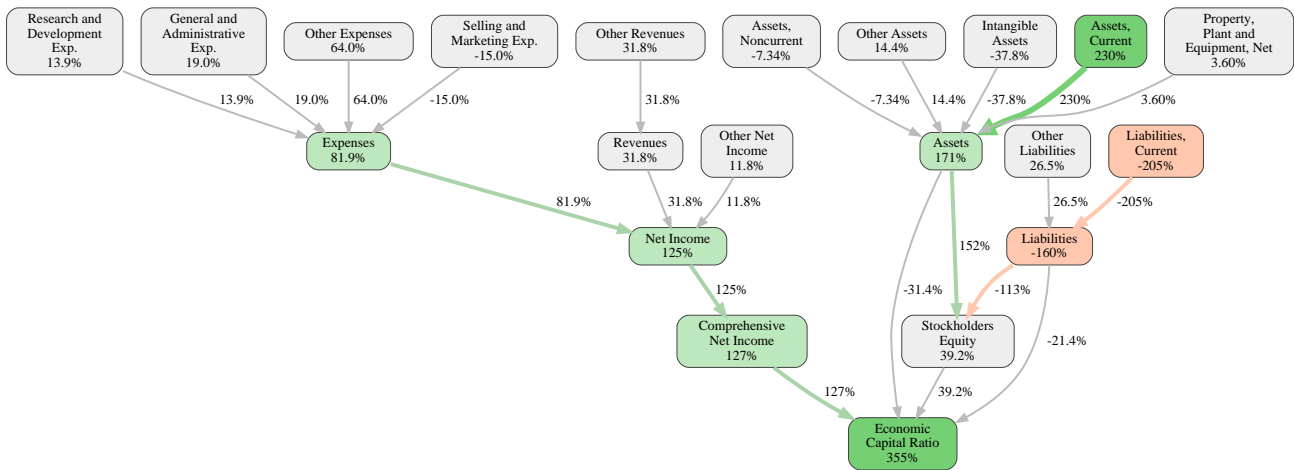 Research and
Development
Exp.
13.9%
General and
Administrative
Exp.
19.0%
Other Expenses
64.0%
Selling and
Marketing Exp.
-15.0%
Other Revenues
31.8%
Assets,
Noncurrent
-7.34%
Other Assets
14.4%
Intangible
Assets
-37.8%
Assets,
Current
230%
Property,
Plant and
Equipment, Net
3.60%
13.9%
19.0%
64.0%
-15.0%
31.8%
-7.34%
14.4%
-37.8%
230%
3.60%
Expenses
81.9%
Revenues
31.8%
Other Net
Income
11.8%
Assets
171%
Other
Liabilities
26.5%
Liabilities,
Current
-205%
81.9%
31.8%
11.8%
26.5%
-205%
Net Income
125%
152%
Liabilities
-160%
125%
-31.4%
-113%
Comprehensive
Net Income
127%
Stockholders
Equity
39.2%
-21.4%
127%
39.2%
Economic
Capital Ratio
355%